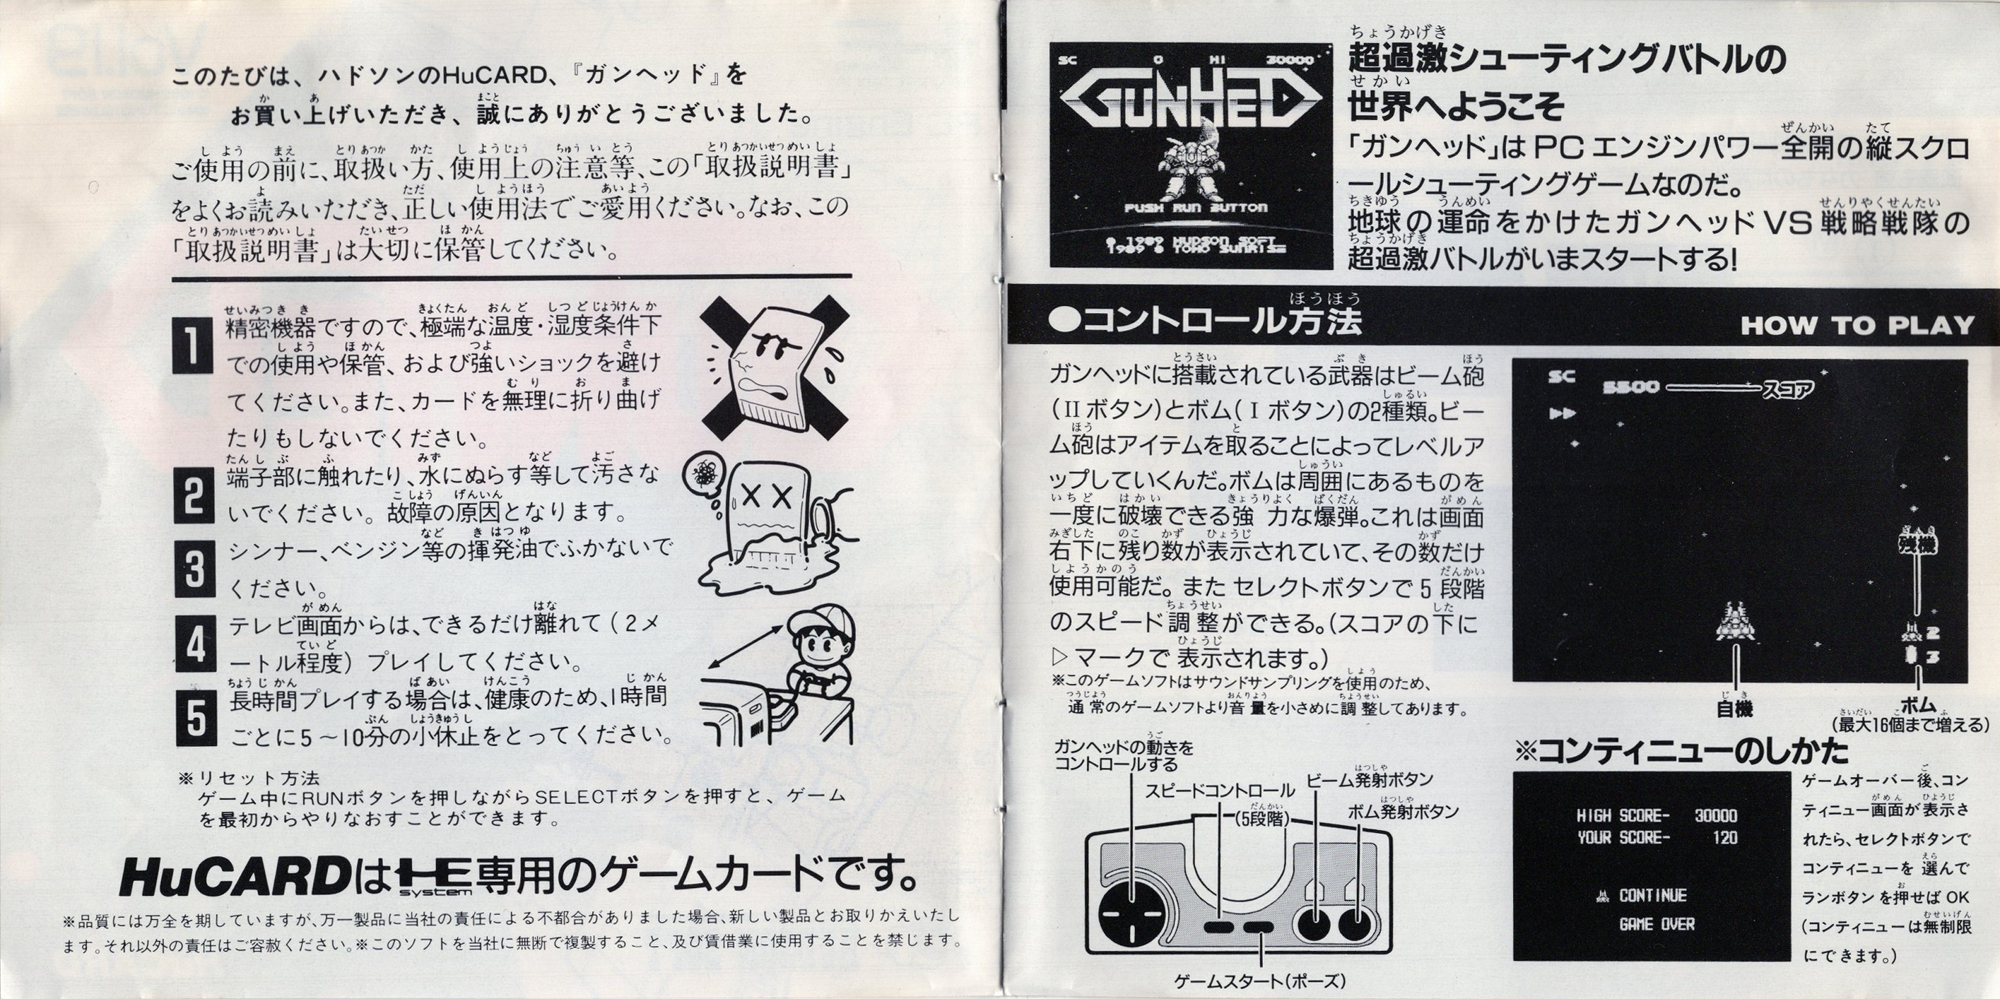 このたびは、ハドソンのHuCARD、『ガンヘッド』を
お買い上げいただき、誠にありがとうございました。
ご使用の前に、取扱い方、使用上の注意等、この「取扱説明書」
をよくお読みいただき、正しい使用法でご愛用ください。なお、この
「取扱説明書」は大切に保管してください。
1 精密機器ですので、極端な温度・湿度条件下
での使用や保管、および強いショックを避け
てください。また、カードを無理に折り曲げ
たりもしないでください。
2 端子部に触れたり、水にぬらす等して汚さな
いでください。故障の原因となります。
3 シンナー、ベンジン等の揮発油でふかないで
ください。
4 テレビ画面からは、できるだけ離れて(2メ
ートル程度)プレイしてください。
5 長時間プレイする場合は、健康のため、1時間
ごとに5〜10分の小休止をとってください。
※リセット方法
ゲーム中にRUNボタンを押しながらSELECTボタンを押すと、ゲーム
を最初からやりなおすことができます。
HuCARDはHE system専用のゲームカードです。
※品質には万全を期していますが、万一製品に当社の責任による不都合がありました場合、新しい製品とお取りかえいたし
ます。それ以外の責任はご容赦ください。※このソフトを当社に無断で複製すること、及び賃借業に使用することを禁じます。
SC 0 HI 30000
GUNHED
PUSH RUN BUTTON
© 1989 HUDSON SOFT
1989 © TOHO SUNRISE
超過激シューティングバトルの
世界へようこそ
「ガンヘッド」はPCエンジンパワー全開の縦スクロ
ールシューティングゲームなのだ。
地球の運命をかけたガンヘッドVS戦略戦隊の
超過激バトルがいまスタートする!
●コントロール方法 HOW TO PLAY
ガンヘッドに搭載されている武器はビーム砲
(IIボタン)とボム(Iボタン)の2種類。ビー
ム砲はアイテムを取ることによってレベルア
ップしていくんだ。ボムは周囲にあるものを
一度に破壊できる強力な爆弾。これは画面
右下に残り数が表示されていて、その数だけ
使用可能だ。またセレクトボタンで5段階
のスピード調整ができる。(スコアの下に
▷マークで表示されます。)
※このゲームソフトはサウンドサンプリングを使用のため、
通常のゲームソフトより音量を小さめに調整してあります。
SC 5500 スコア
残機
2
3
自機
ボム
(最大16個まで増える)
ガンヘッドの動きを
コントロールする
スピードコントロール
(5段階)
ビーム発射ボタン
ボム発射ボタン
ゲームスタート(ポーズ)
※コンティニューのしかた
HIGH SCORE- 30000
YOUR SCORE- 120
CONTINUE
GAME OVER
ゲームオーバー後、コン
ティニュー画面が表示さ
れたら、セレクトボタンで
コンティニューを選んで
ランボタンを押せばOK
(コンティニューは無制限
にできます。)